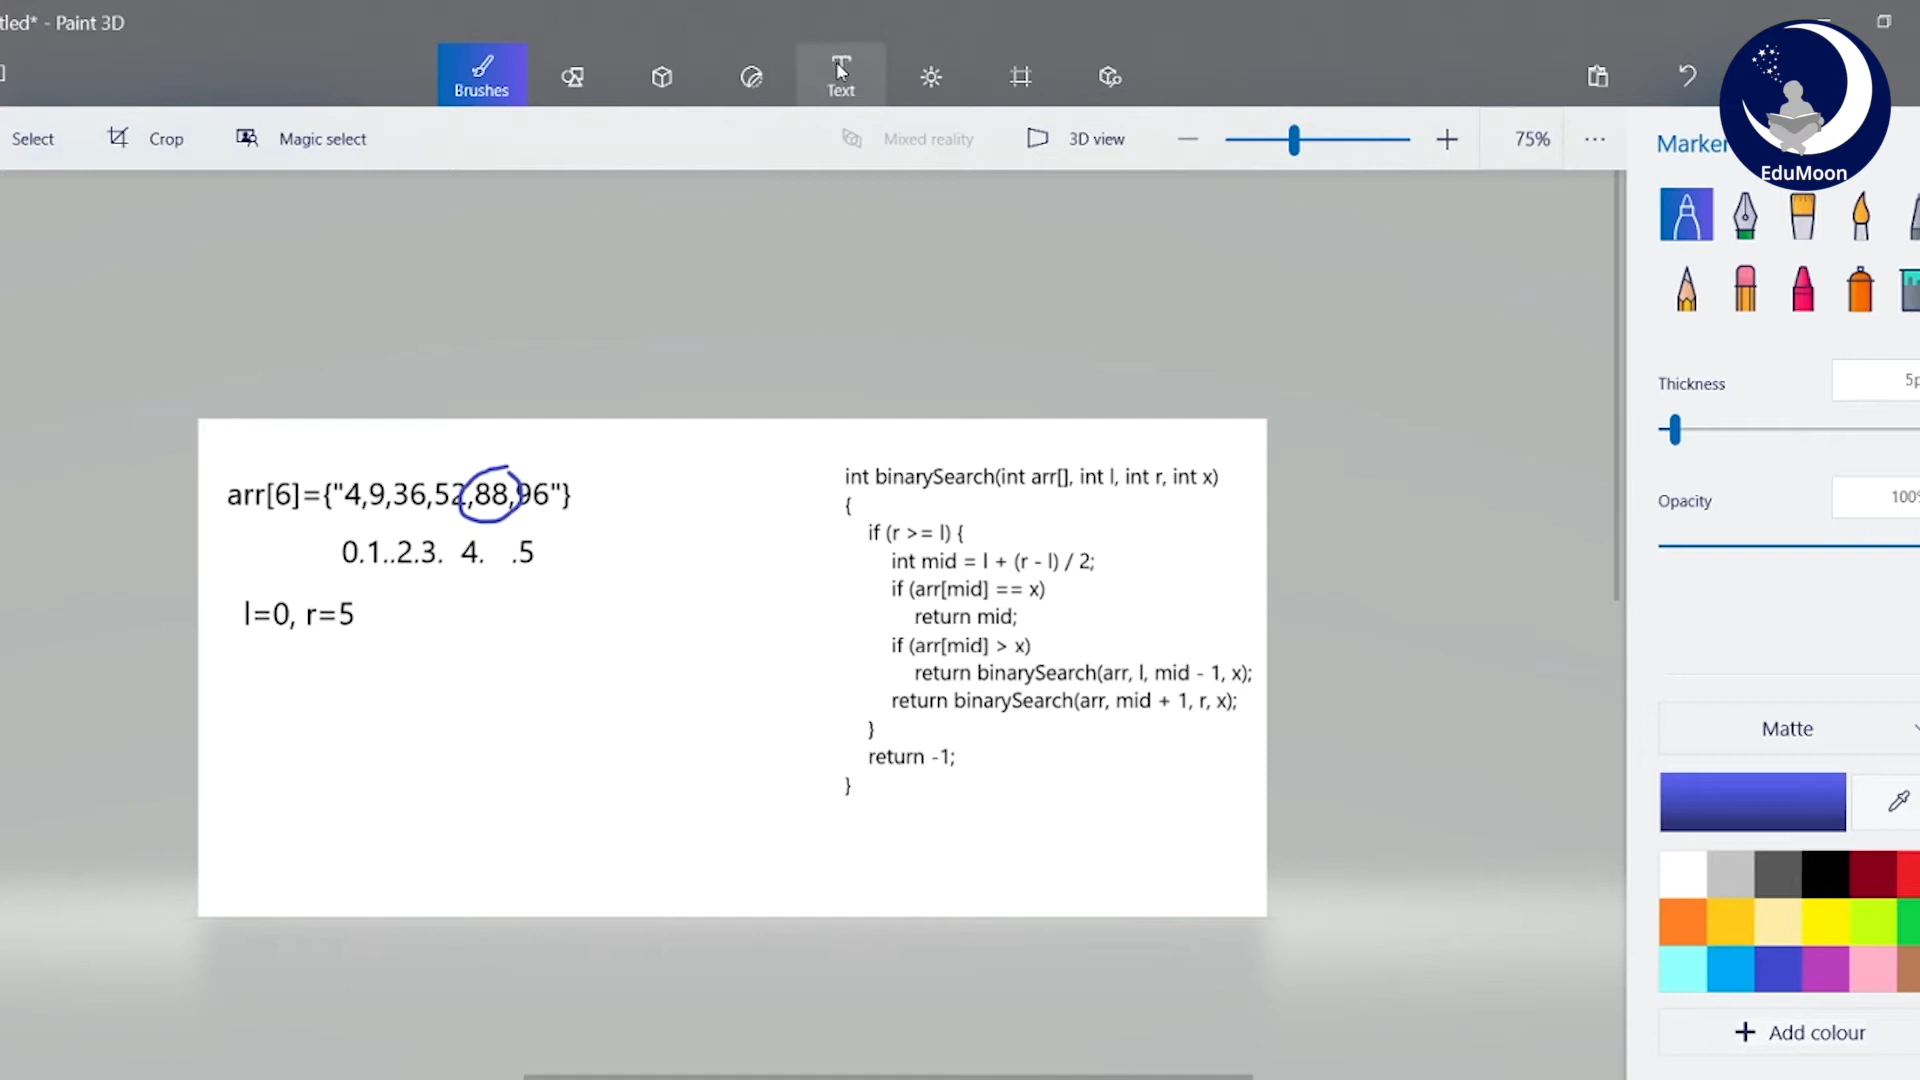 tled* - Paint 3D
Brushes
Text
Select
Crop
Magic select
Mixed reality
3D view
75%
EduMoon
Marker
Thickness
5p
Opacity
100%
Matte
Add colour
arr[6]={"4,9,36,52,88,96"}
0.1..2.3. 4. .5
l=0, r=5
int binarySearch(int arr[], int l, int r, int x)
{
if (r >= l) {
int mid = l + (r - l) / 2;
if (arr[mid] == x)
return mid;
if (arr[mid] > x)
return binarySearch(arr, l, mid - 1, x);
return binarySearch(arr, mid + 1, r, x);
}
return -1;
}